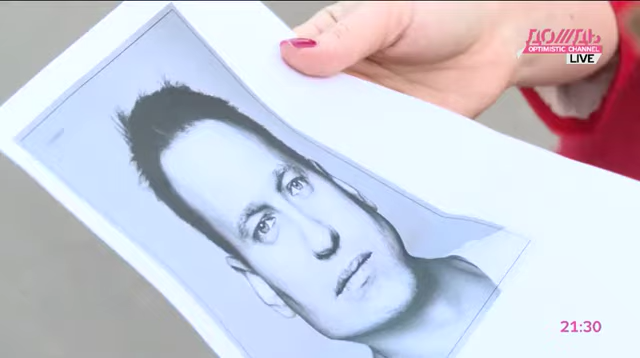 ДОЖДЬ
OPTIMISTIC CHANNEL
LIVE
21:30